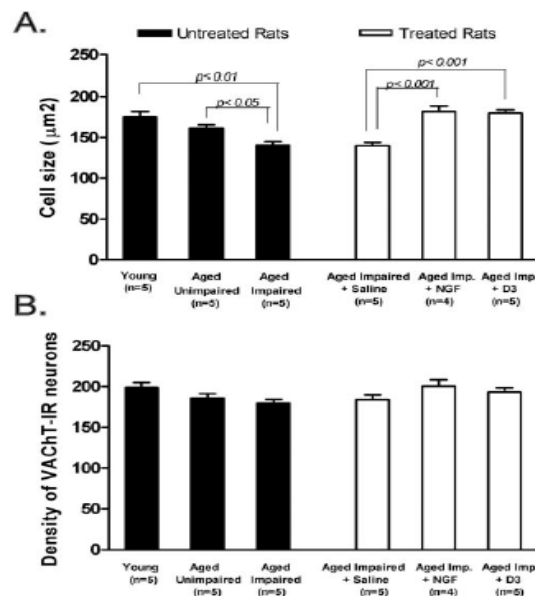 A.
Untreated Rats Treated Rats
Cell size (μm2)
250
200
150
100
50
0
p< 0.01
p< 0.05
p< 0.001
p< 0.001
Young
(n=5)
Aged
Unimpaired
(n=5)
Aged
Impaired
(n=5)
Aged Impaired
+ Saline
(n=5)
Aged Imp.
+ NGF
(n=4)
Aged Imp.
+ D3
(n=5)
B.
Density of VAChT-IR neurons
250
200
150
100
50
0
Young
(n=5)
Aged
Unimpaired
(n=5)
Aged
Impaired
(n=5)
Aged Impaired
+ Saline
(n=5)
Aged Imp.
+ NGF
(n=4)
Aged Imp.
+ D3
(n=5)